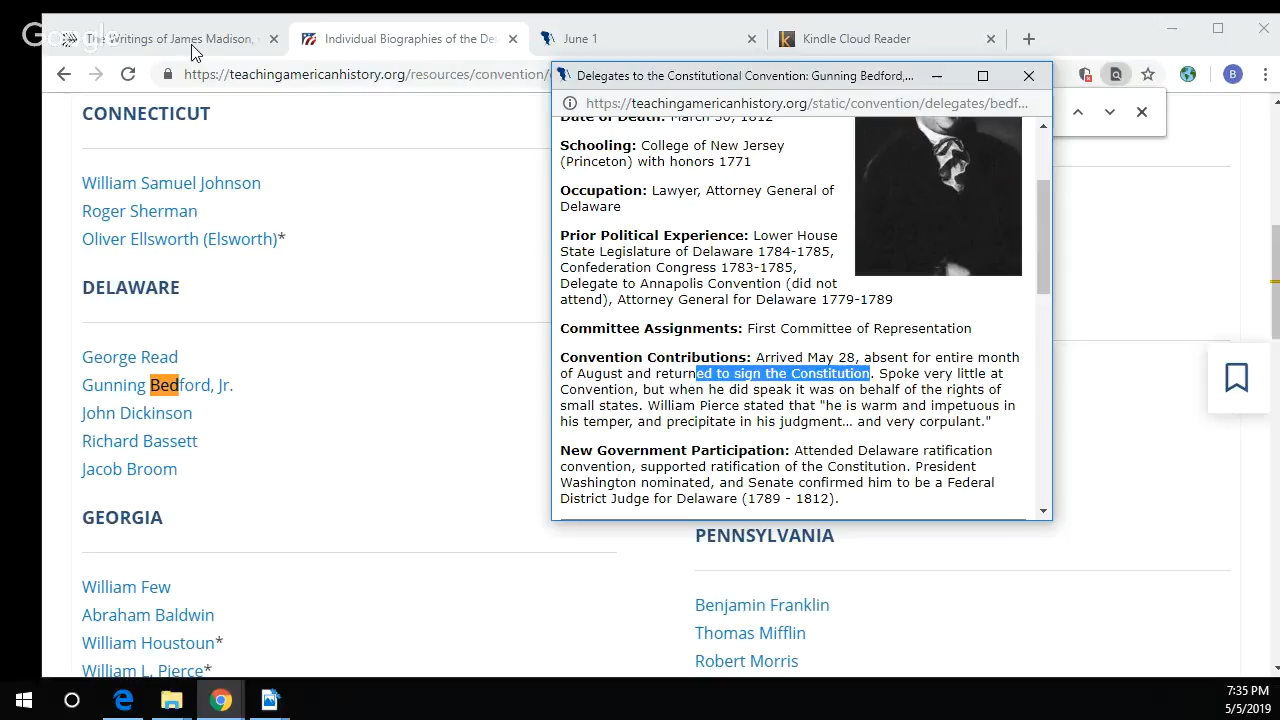 Google
The Writings of James Madison,
Individual Biographies of the De
June 1
Kindle Cloud Reader
https://teachingamericanhistory.org/resources/convention/
B
Delegates to the Constitutional Convention: Gunning Bedford,...
https://teachingamericanhistory.org/static/convention/delegates/bedf...
CONNECTICUT
William Samuel Johnson
Roger Sherman
Oliver Ellsworth (Elsworth)*
DELAWARE
George Read
Gunning Bedford, Jr.
John Dickinson
Richard Bassett
Jacob Broom
GEORGIA
William Few
Abraham Baldwin
William Houstoun*
William L. Pierce*
Date of Death: March 30, 1812
Schooling: College of New Jersey
(Princeton) with honors 1771
Occupation: Lawyer, Attorney General of
Delaware
Prior Political Experience: Lower House
State Legislature of Delaware 1784-1785,
Confederation Congress 1783-1785,
Delegate to Annapolis Convention (did not
attend), Attorney General for Delaware 1779-1789
Committee Assignments: First Committee of Representation
Convention Contributions: Arrived May 28, absent for entire month
of August and returned to sign the Constitution. Spoke very little at
Convention, but when he did speak it was on behalf of the rights of
small states. William Pierce stated that "he is warm and impetuous in
his temper, and precipitate in his judgment... and very corpulant."
New Government Participation: Attended Delaware ratification
convention, supported ratification of the Constitution. President
Washington nominated, and Senate confirmed him to be a Federal
District Judge for Delaware (1789 - 1812).
PENNSYLVANIA
Benjamin Franklin
Thomas Mifflin
Robert Morris
7:35 PM
5/5/2019